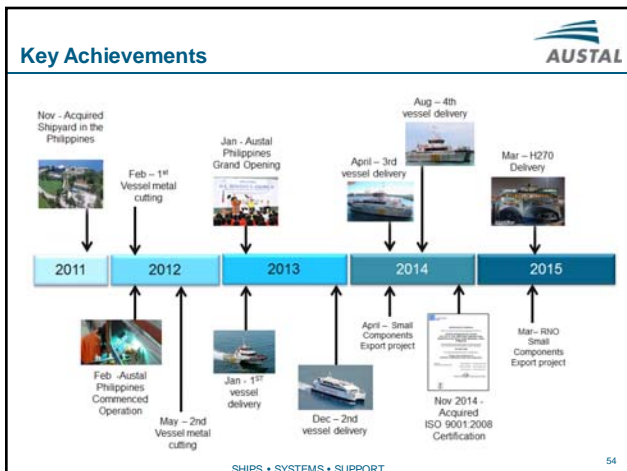 Key Achievements
AUSTAL
Nov - Acquired
Shipyard in the
Philippines
Feb – 1st
Vessel metal
cutting
Jan - Austal
Philippines
Grand Opening
April – 3rd
vessel delivery
Aug – 4th
vessel delivery
Mar – H270
Delivery
2011
2012
2013
2014
2015
Feb -Austal
Philippines
Commenced
Operation
May – 2nd
Vessel metal
cutting
Jan - 1ST
vessel
delivery
Dec – 2nd
vessel delivery
April – Small
Components
Export project
Nov 2014 -
Acquired
ISO 9001:2008
Certification
Mar– RNO
Small
Components
Export project
SHIPS • SYSTEMS • SUPPORT
54